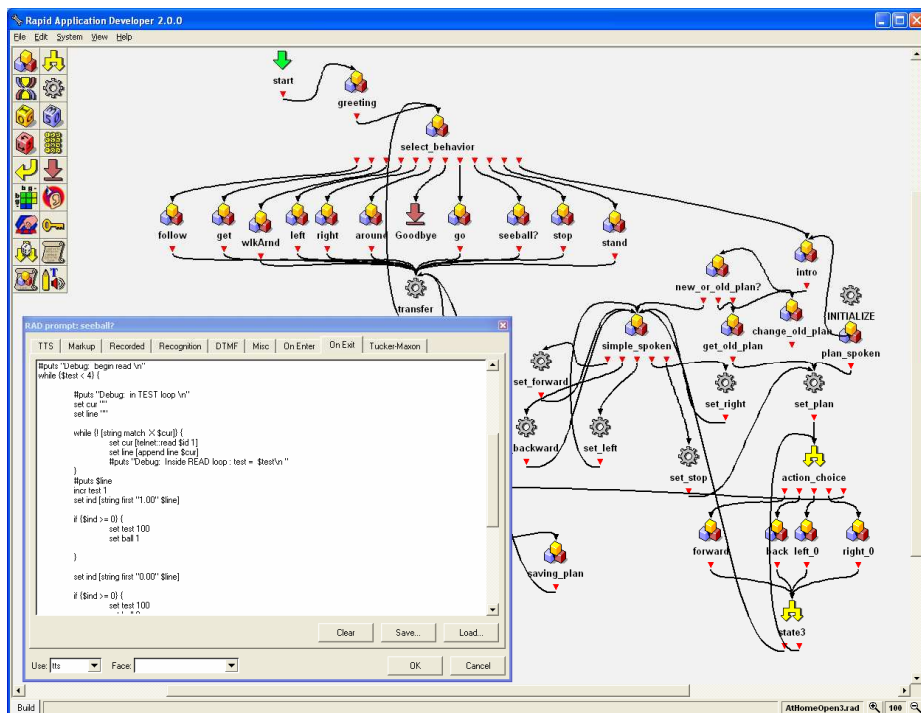 Rapid Application Developer 2.0.0
File Edit System View Help
start
greeting
select_behavior
follow get wlkArnd left right around Goodbye go seeball? stop stand
transfer
intro
new_or_old_plan?
INITIALIZE
change_old_plan
simple_spoken
get_old_plan
plan_spoken
set_forward
set_right
set_plan
backward
set_left
set_stop
action_choice
forward back left_0 right_0
saving_plan
state3
RAD prompt: seeball?
TTS Markup Recorded Recognition DTMF Misc On Enter On Exit Tucker-Maxon
#puts "Debug: begin read \n"
while {$test < 4} {
#puts "Debug: in TEST loop \n"
set cur ""
set line ""
while {! [string match X $cur]} {
set cur [telnet::read $id 1]
set line [append line $cur]
#puts "Debug: Inside READ loop : test = $test\n "
}
#puts $line
incr test 1
set ind [string first "1.00" $line]
if {$ind >= 0} {
set test 100
set ball 1
}
set ind [string first "0.00" $line]
if {$ind >= 0} {
set test 100
Clear Save... Load...
Use: tts Face: OK Cancel
Build AtHomeOpen3.rad 100